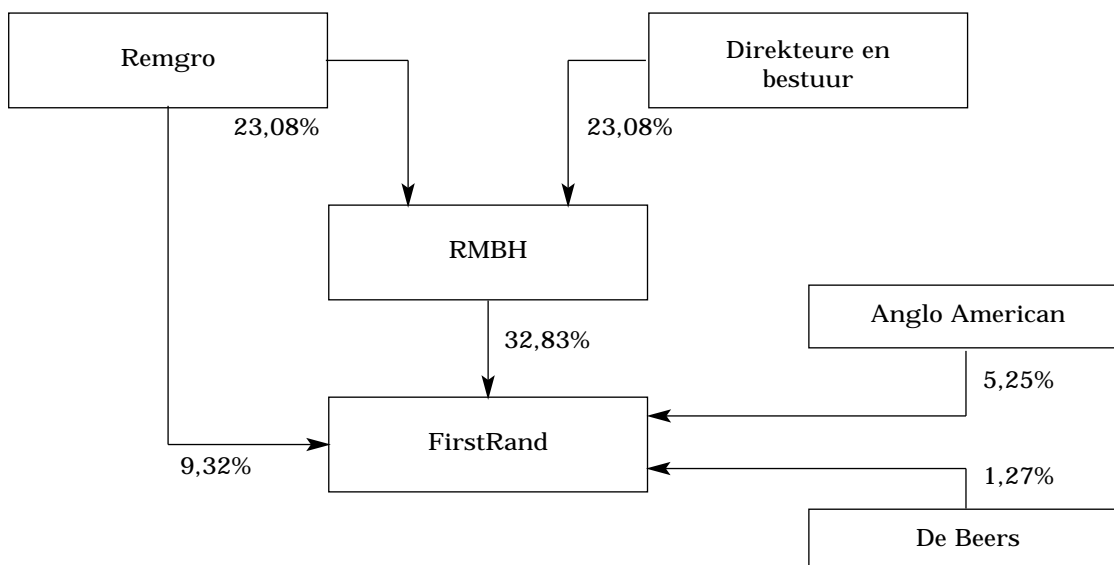 Remgro
Direkteure en
bestuur
23,08%
23,08%
RMBH
32,83%
Anglo American
5,25%
FirstRand
9,32%
1,27%
De Beers